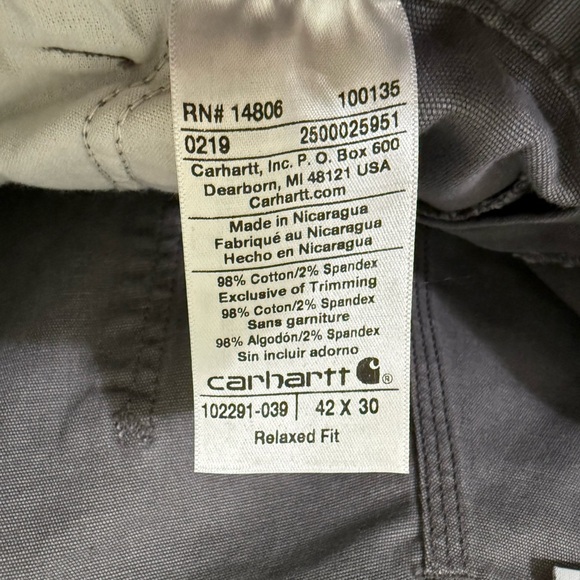 RN# 14806 100135
0219 2500025951
Carhartt, Inc. P. O. Box 600
Dearborn, MI 48121 USA
Carhartt.com
Made in Nicaragua
Fabriqué au Nicaragua
Hecho en Nicaragua
98% Cotton/2% Spandex
Exclusive of Trimming
98% Coton/2% Spandex
Sans garniture
98% Algodón/2% Spandex
Sin incluir adorno
carhartt ®
102291-039 42 X 30
Relaxed Fit